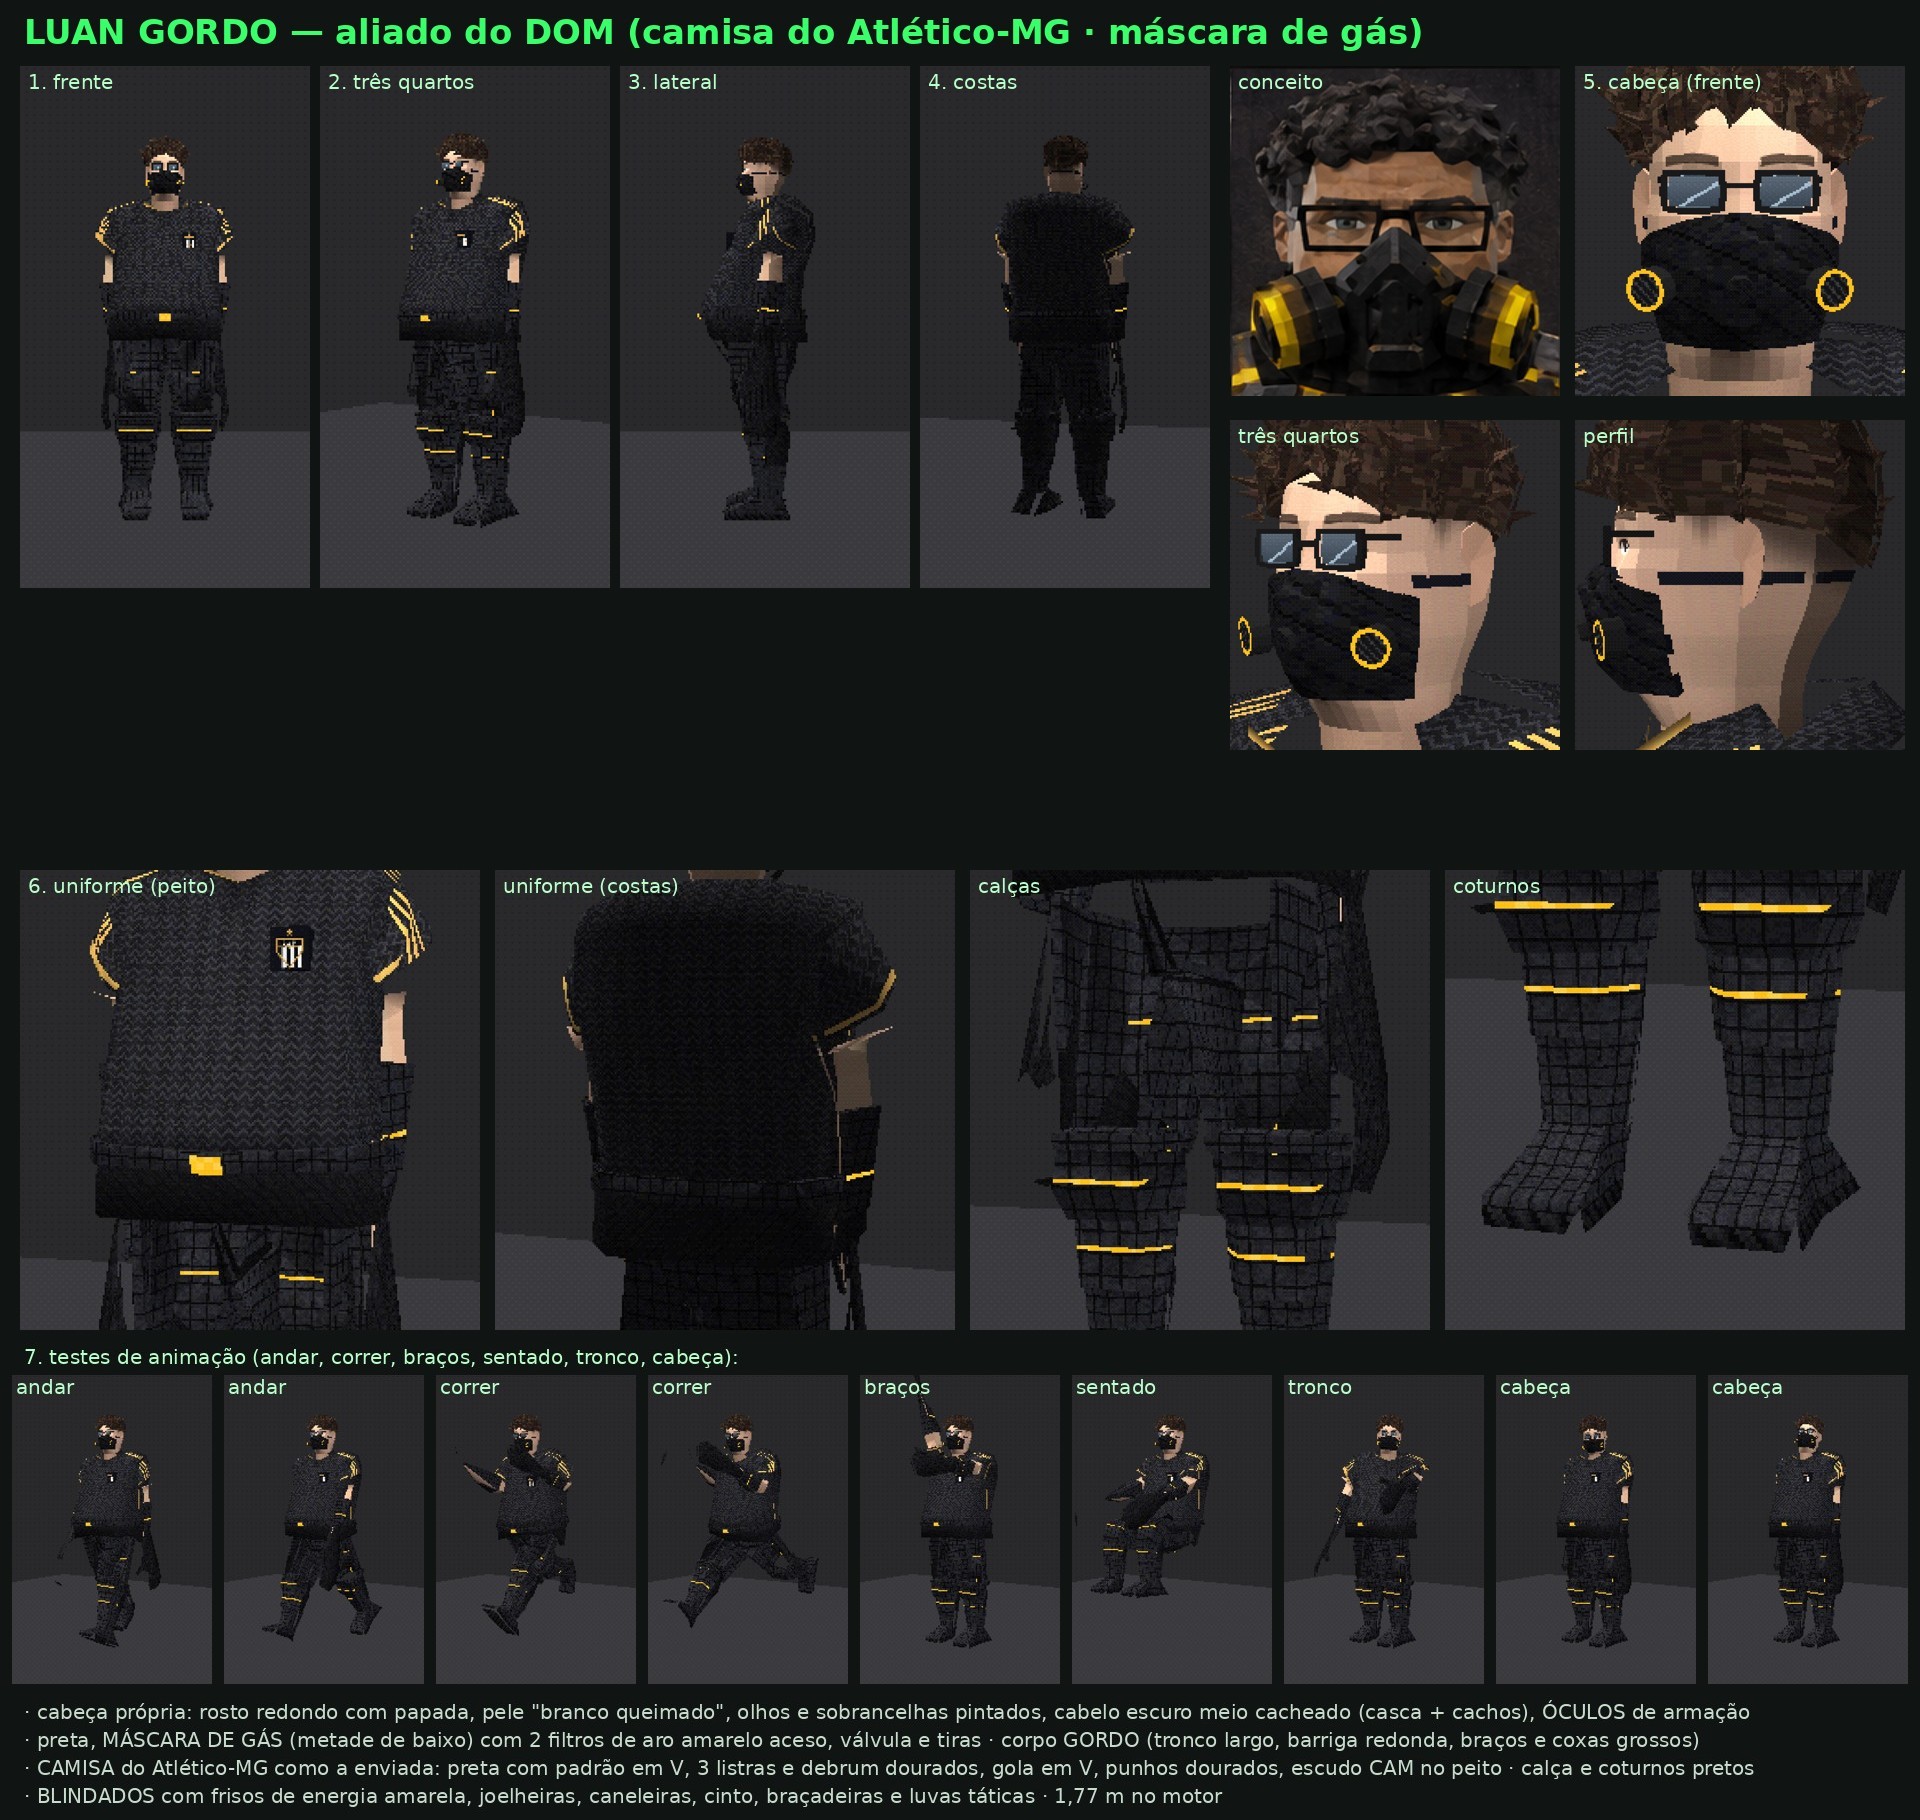 LUAN GORDO — aliado do DOM (camisa do Atlético-MG · máscara de gás)
1. frente
2. três quartos
3. lateral
4. costas
conceito
5. cabeça (frente)
três quartos
perfil
6. uniforme (peito)
uniforme (costas)
calças
coturnos
7. testes de animação (andar, correr, braços, sentado, tronco, cabeça):
andar
andar
correr
correr
braços
sentado
tronco
cabeça
cabeça
· cabeça própria: rosto redondo com papada, pele "branco queimado", olhos e sobrancelhas pintados, cabelo escuro meio cacheado (casca + cachos), ÓCULOS de armação
· preta, MÁSCARA DE GÁS (metade de baixo) com 2 filtros de aro amarelo aceso, válvula e tiras · corpo GORDO (tronco largo, barriga redonda, braços e coxas grossos)
· CAMISA do Atlético-MG como a enviada: preta com padrão em V, 3 listras e debrum dourados, gola em V, punhos dourados, escudo CAM no peito · calça e coturnos pretos
· BLINDADOS com frisos de energia amarela, joelheiras, caneleiras, cinto, braçadeiras e luvas táticas · 1,77 m no motor